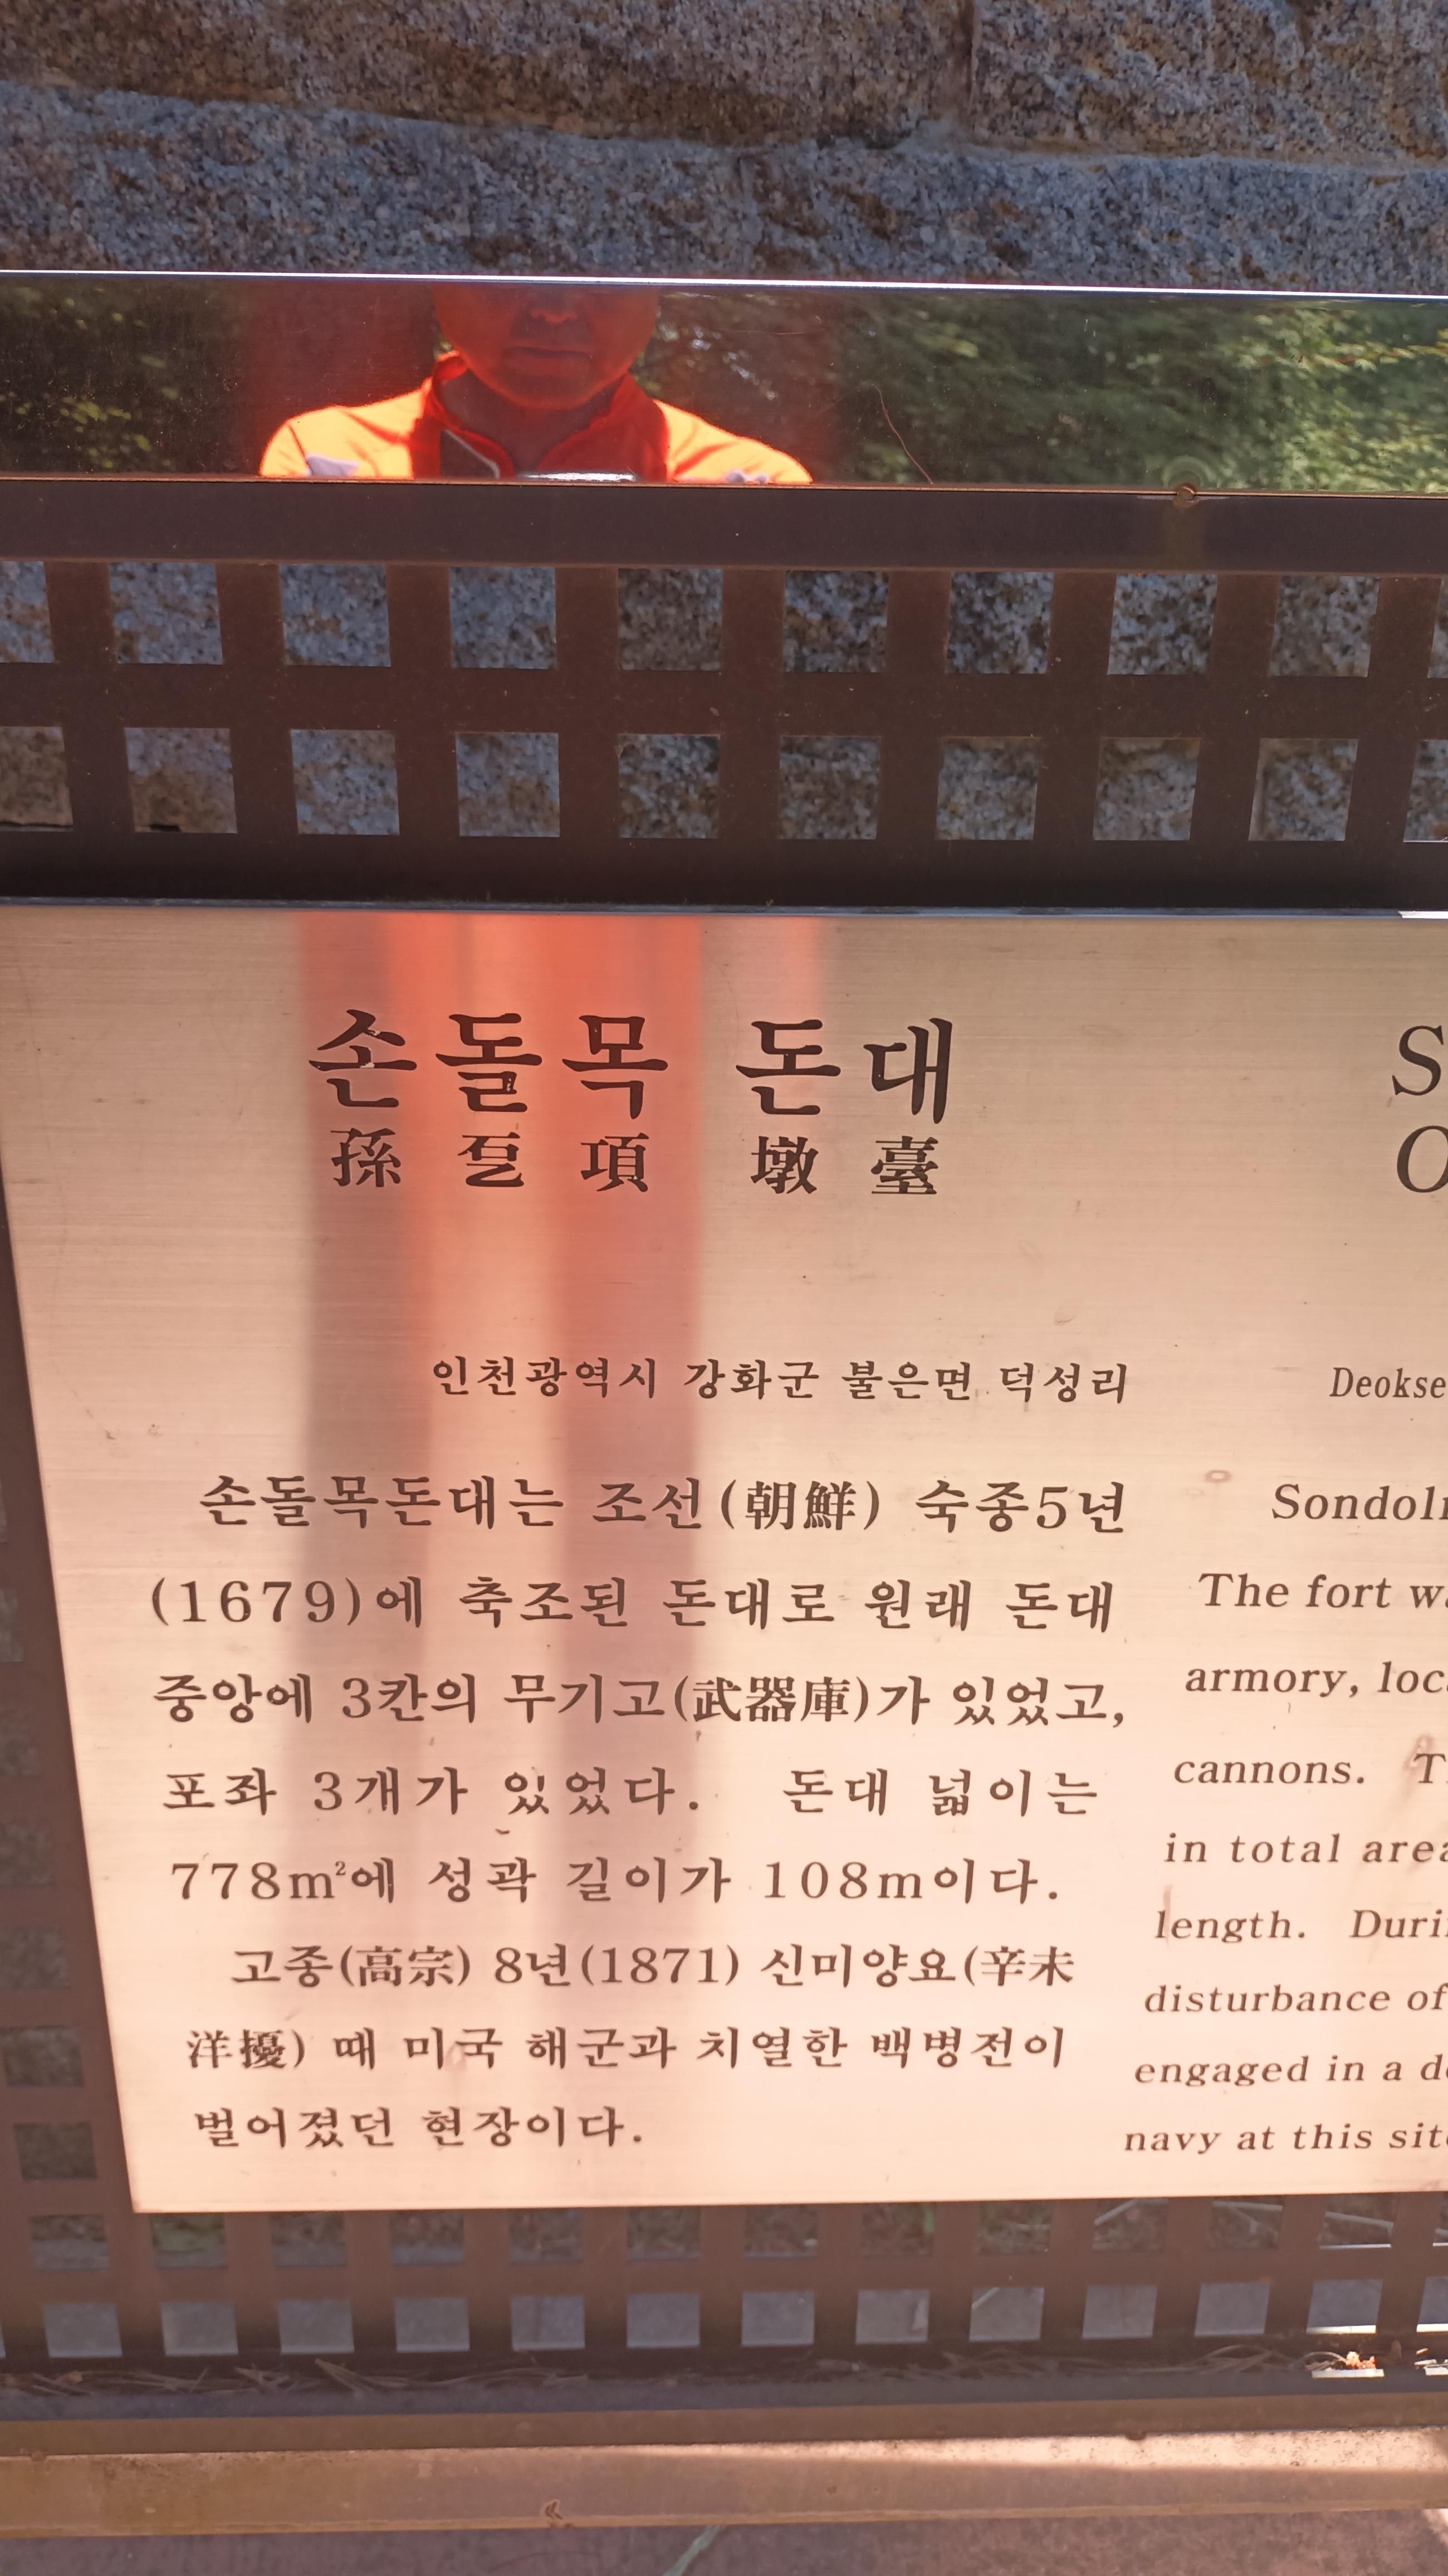 손돌목 돈대
孫乭項 墩臺
인천광역시 강화군 불은면 덕성리
손돌목돈대는 조선(朝鮮) 숙종5년
(1679)에 축조된 돈대로 원래 돈대
중앙에 3칸의 무기고(武器庫)가 있었고,
포좌 3개가 있었다. 돈대 넓이는
778m²에 성곽 길이가 108m이다.
고종(高宗) 8년(1871) 신미양요(辛未
洋擾) 때 미국 해군과 치열한 백병전이
벌어졌던 현장이다.
The fort
armory,
cannons.
in total
length.
disturbance of
engaged in a
navy at this